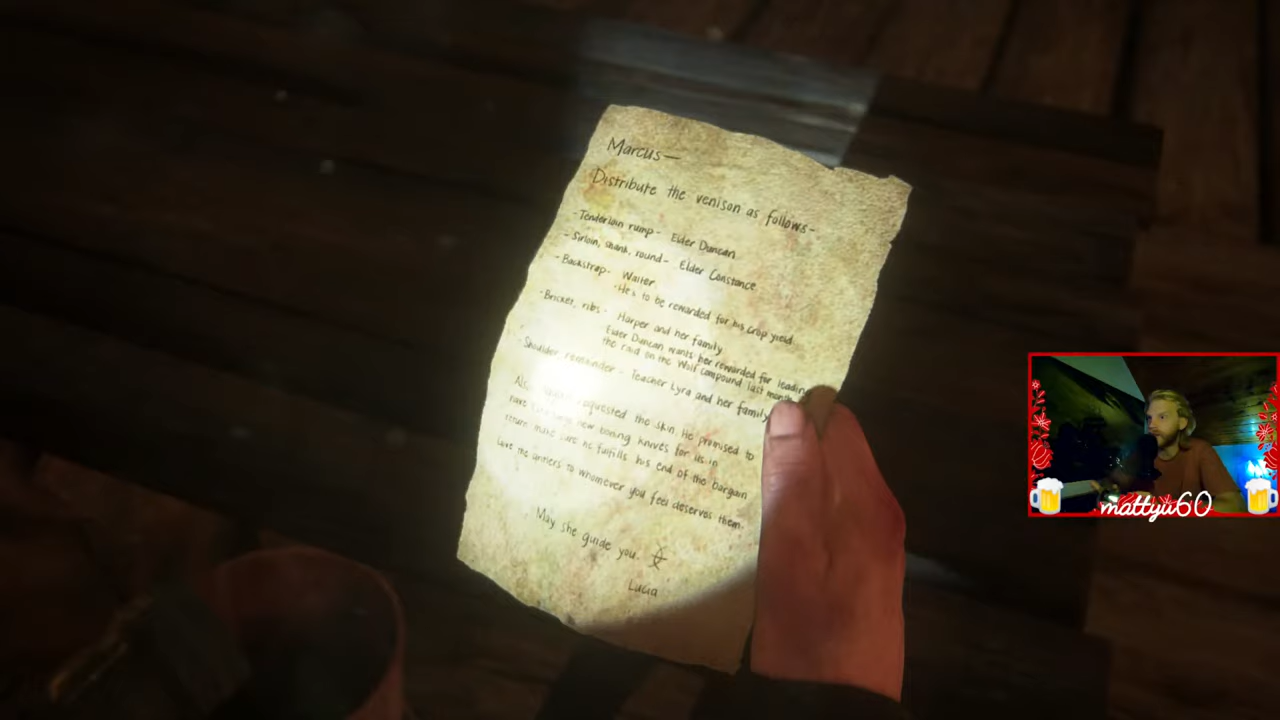 Marcus—
Distribute the venison as follows-
-Tenderloin rump- Elder Duncan
-Sirloin, shank, round- Elder Constance
-Backstrap- Walter
-He's to be rewarded for his crop yield.
-Brisket, ribs- Harper and her family
Elder Duncan wants her rewarded for leading
the raid on the Wolf compound last month
-Shoulder, remainder- Teacher Lyra and her family
Also requested the skin. He promised to
have new boning knives for us in
return make sure he fulfills his end of the bargain
Give the antlers to whomever you feel deserves them.
May she guide you.
Lucia
mattyu60